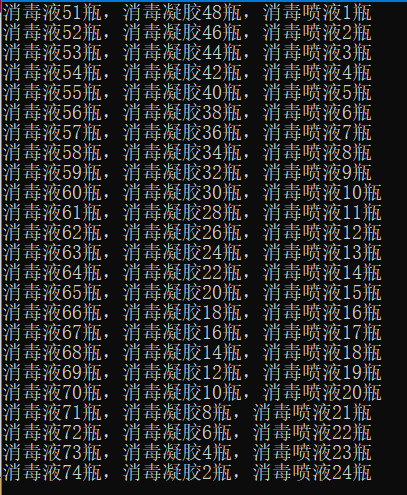 消毒液51瓶，消毒凝胶48瓶，消毒喷液1瓶
消毒液52瓶，消毒凝胶46瓶，消毒喷液2瓶
消毒液53瓶，消毒凝胶44瓶，消毒喷液3瓶
消毒液54瓶，消毒凝胶42瓶，消毒喷液4瓶
消毒液55瓶，消毒凝胶40瓶，消毒喷液5瓶
消毒液56瓶，消毒凝胶38瓶，消毒喷液6瓶
消毒液57瓶，消毒凝胶36瓶，消毒喷液7瓶
消毒液58瓶，消毒凝胶34瓶，消毒喷液8瓶
消毒液59瓶，消毒凝胶32瓶，消毒喷液9瓶
消毒液60瓶，消毒凝胶30瓶，消毒喷液10瓶
消毒液61瓶，消毒凝胶28瓶，消毒喷液11瓶
消毒液62瓶，消毒凝胶26瓶，消毒喷液12瓶
消毒液63瓶，消毒凝胶24瓶，消毒喷液13瓶
消毒液64瓶，消毒凝胶22瓶，消毒喷液14瓶
消毒液65瓶，消毒凝胶20瓶，消毒喷液15瓶
消毒液66瓶，消毒凝胶18瓶，消毒喷液16瓶
消毒液67瓶，消毒凝胶16瓶，消毒喷液17瓶
消毒液68瓶，消毒凝胶14瓶，消毒喷液18瓶
消毒液69瓶，消毒凝胶12瓶，消毒喷液19瓶
消毒液70瓶，消毒凝胶10瓶，消毒喷液20瓶
消毒液71瓶，消毒凝胶8瓶，消毒喷液21瓶
消毒液72瓶，消毒凝胶6瓶，消毒喷液22瓶
消毒液73瓶，消毒凝胶4瓶，消毒喷液23瓶
消毒液74瓶，消毒凝胶2瓶，消毒喷液24瓶